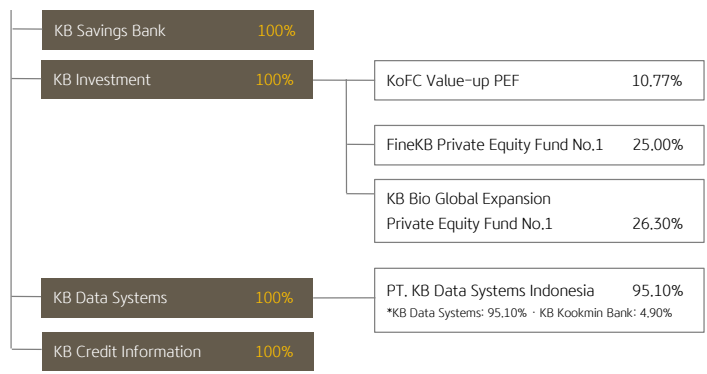 KB Savings Bank 100%
KB Investment 100%
KoFC Value-up PEF 10.77%
FineKB Private Equity Fund No.1 25.00%
KB Bio Global Expansion
Private Equity Fund No.1 26.30%
KB Data Systems 100%
PT. KB Data Systems Indonesia 95.10%
*KB Data Systems: 95.10% · KB Kookmin Bank: 4.90%
KB Credit Information 100%